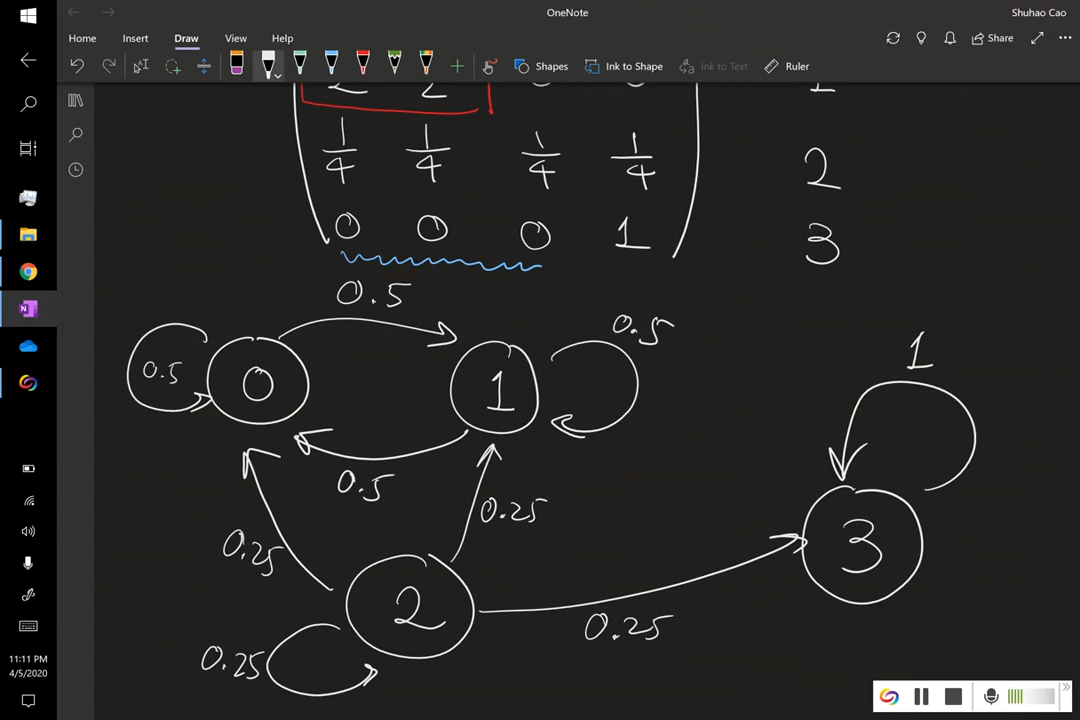 OneNote
Shuhao Cao
Home Insert Draw View Help
Share
Shapes Ink to Shape Ink to Text Ruler
1/4 1/4 1/4 1/4 2
0 0 0 1 3
0.5
0.5
1
0.5 0 1
0.5
0.25
0.25 3
2
0.25
0.25
11:11 PM
4/5/2020